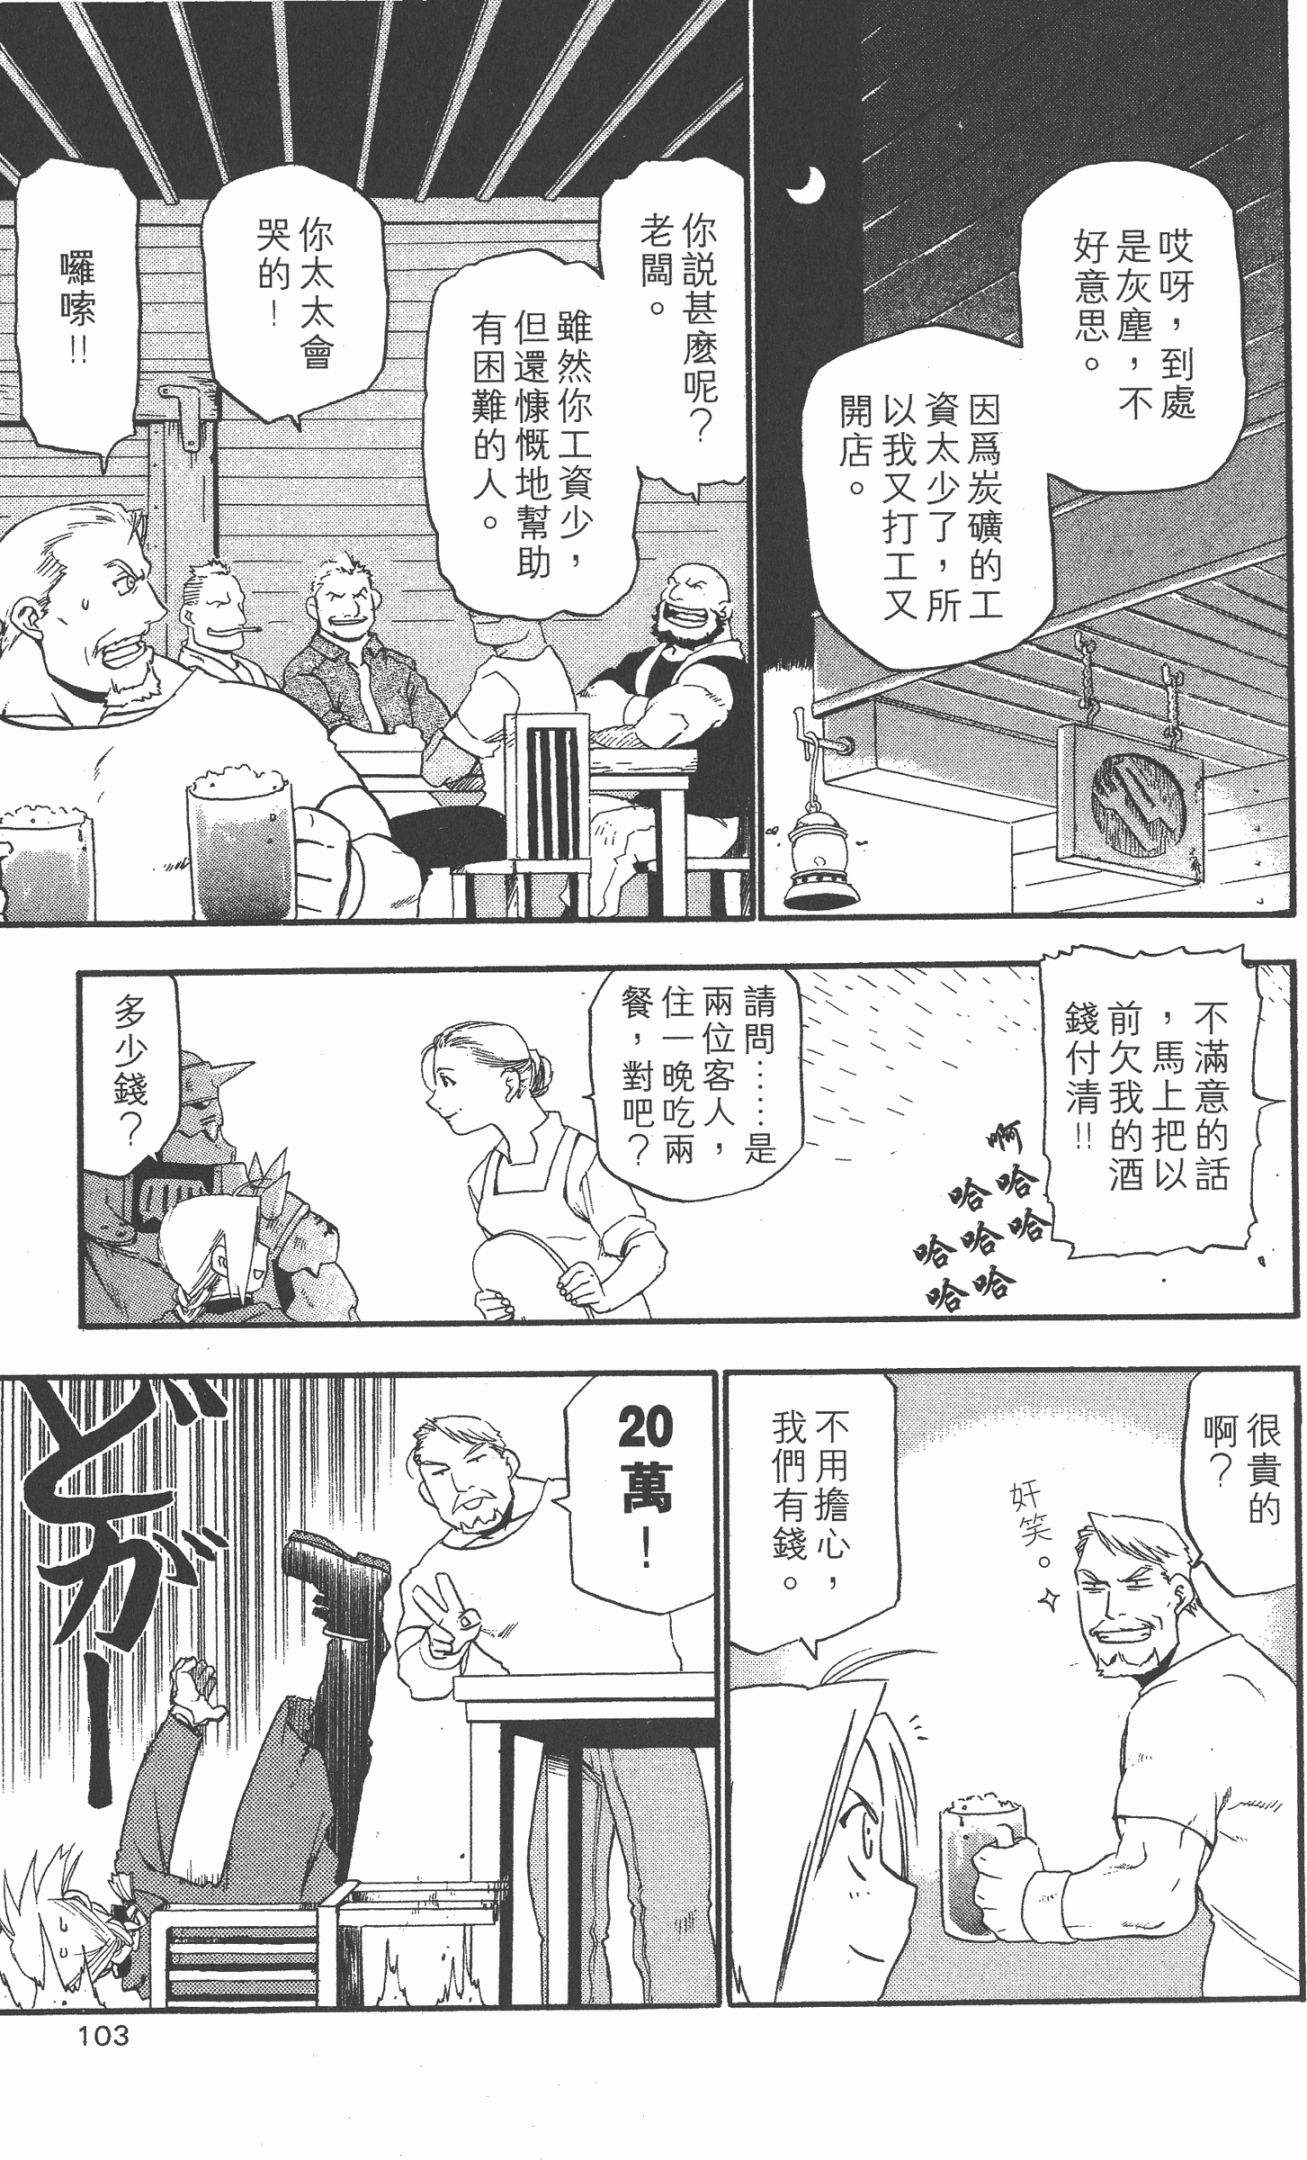 哎呀，到處
是灰塵，不
好意思。
因爲炭礦的工
資太少了，所
以我又打工又
開店。
你説甚麽呢？
老闆。
雖然你工資少，
但還慷慨地幫助
有困難的人。
你太太會
哭的！
囉嗦!!
不滿意的話
，馬上把以
前欠我的酒
錢付清!!
啊
哈哈
哈哈哈
哈哈
請問……是
兩位客人，
住一晚吃兩
餐，對吧？
多少錢？
很貴的
啊？
奸笑。
不用擔心，
我們有錢。
20
萬！
どガー
103